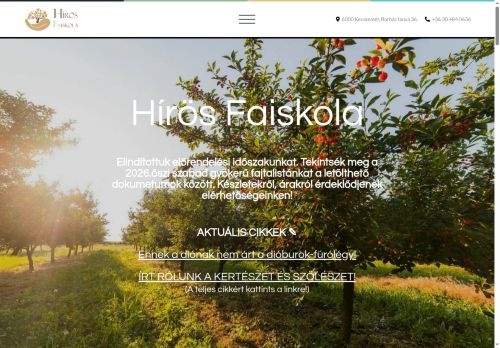 Hírös
Faiskola
6000 Kecskemét, Borbás tanya 36.
+36 30 484 0636
Hírös Faiskola
Elindítottuk előrendelési időszakunkat. Tekintsék meg a
2026.őszi szabad gyökerű fajtalistánkat a letölthető
dokumetumok között. Készletekről, árakról érdeklődjenek
elérhetőségeinken!
AKTUÁLIS CIKKEK ✎
Ennek a diónak nem árt a dióburok-fúrólégy!
ÍRT RÓLUNK A KERTÉSZET ÉS SZŐLÉSZET!
(A teljes cikkért kattints a linkre!)